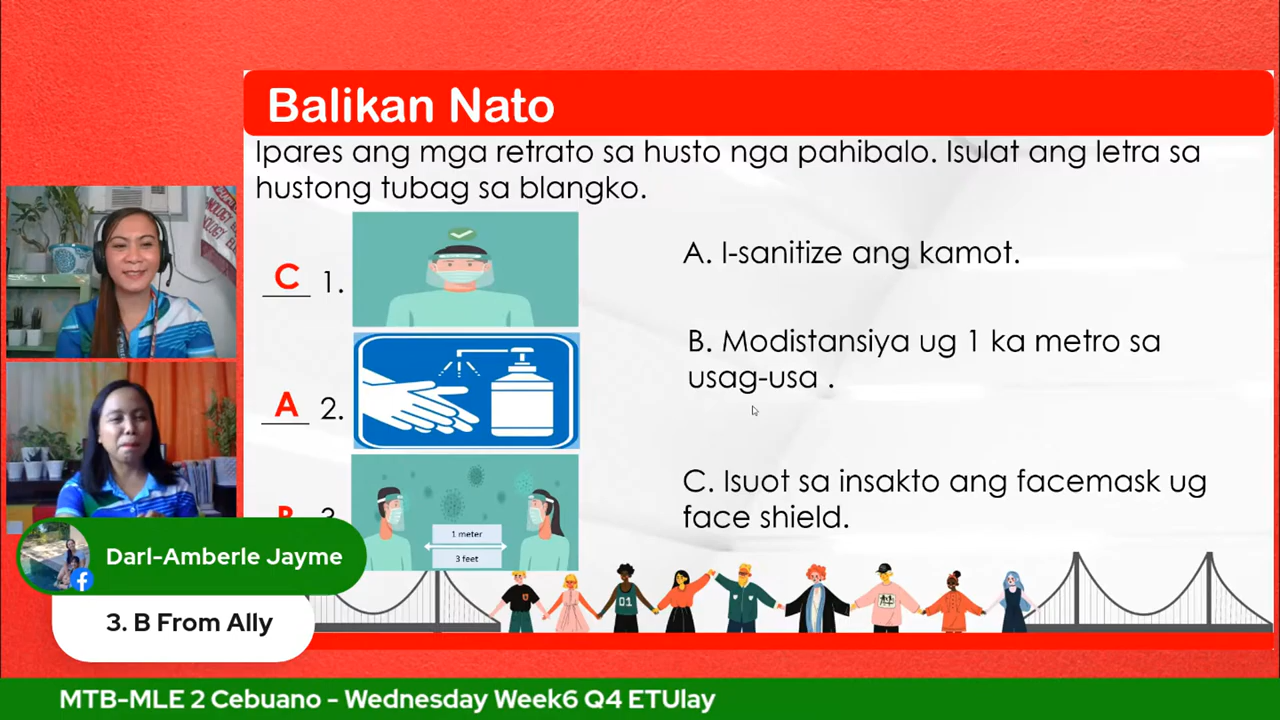 Balikan Nato
Ipares ang mga retrato sa husto nga pahibalo. Isulat ang letra sa
hustong tubag sa blangko.
C 1.
A. I-sanitize ang kamot.
B. Modistansiya ug 1 ka metro sa
usag-usa .
A 2.
C. Isuot sa insakto ang facemask ug
face shield.
B 3.
1 meter
3 feet
01
Darl-Amberle Jayme
3. B From Ally
MTB-MLE 2 Cebuano - Wednesday Week6 Q4 ETUlay